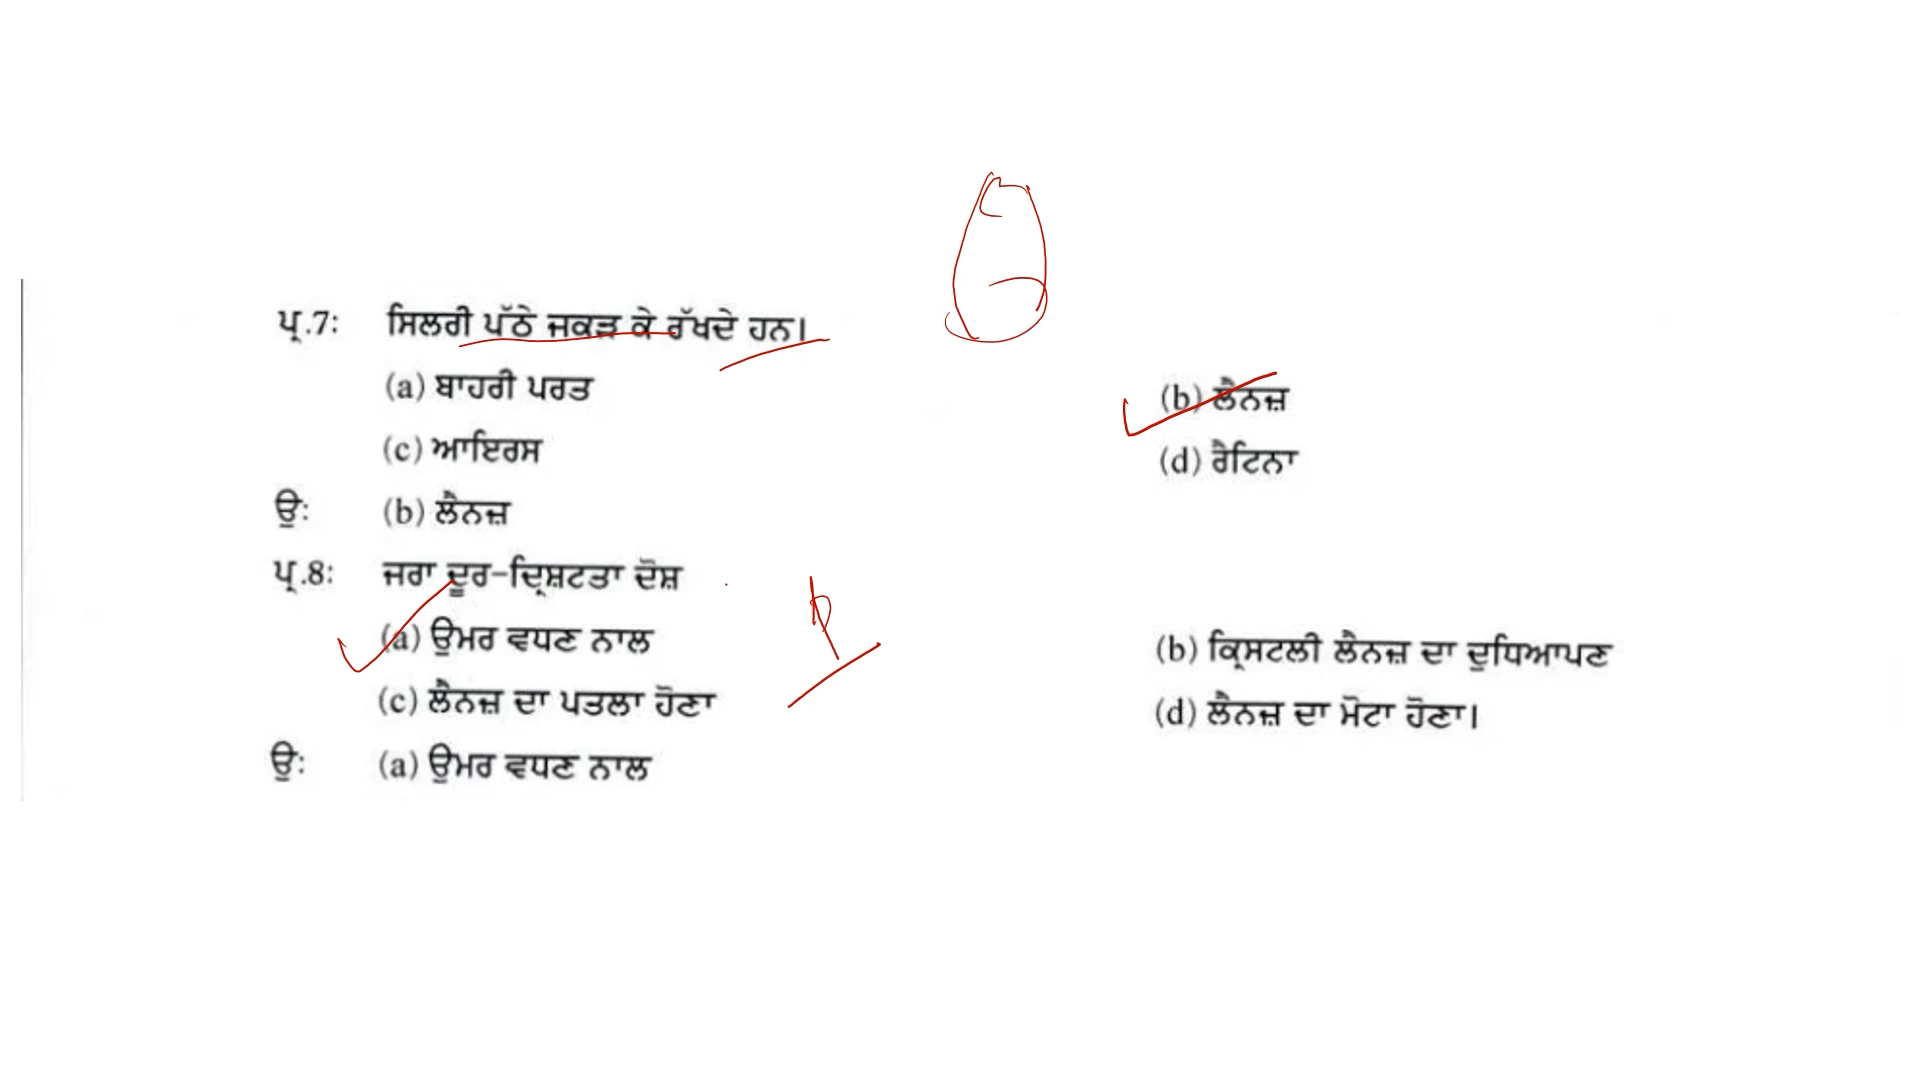 ਪ੍ਰ.7: ਸਿਲਰੀ ਪੱਠੇ ਜਕੜ ਕੇ ਰੱਖਦੇ ਹਨ।
(a) ਬਾਹਰੀ ਪਰਤ (b) ਲੈਨਜ਼
(c) ਆਇਰਸ (d) ਰੈਟਿਨਾ
ਉ: (b) ਲੈਨਜ਼
ਪ੍ਰ.8: ਜਰਾ ਦੂਰ-ਦ੍ਰਿਸ਼ਟਤਾ ਦੋਸ਼
(a) ਉਮਰ ਵਧਣ ਨਾਲ (b) ਕ੍ਰਿਸਟਲੀ ਲੈਨਜ਼ ਦਾ ਦੁਧਿਆਪਣ
(c) ਲੈਨਜ਼ ਦਾ ਪਤਲਾ ਹੋਣਾ (d) ਲੈਨਜ਼ ਦਾ ਮੋਟਾ ਹੋਣਾ।
ਉ: (a) ਉਮਰ ਵਧਣ ਨਾਲ